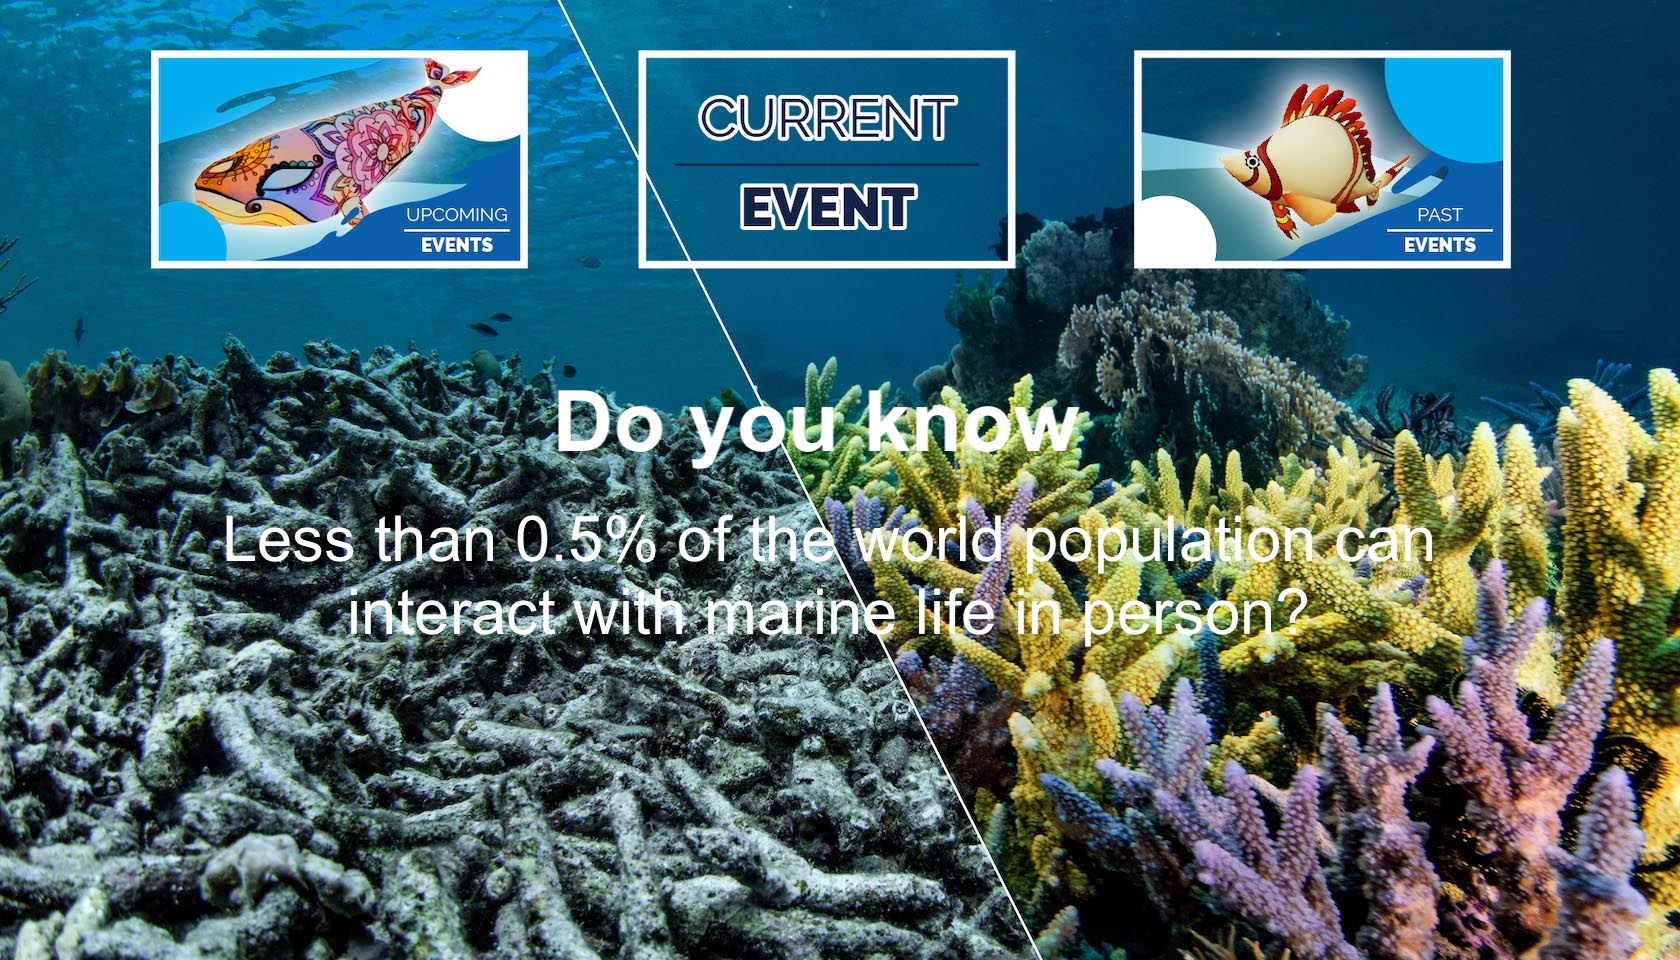 UPCOMING
EVENTS
CURRENT
EVENT
PAST
EVENTS
Do you know
Less than 0.5% of the world population can
interact with marine life in person?